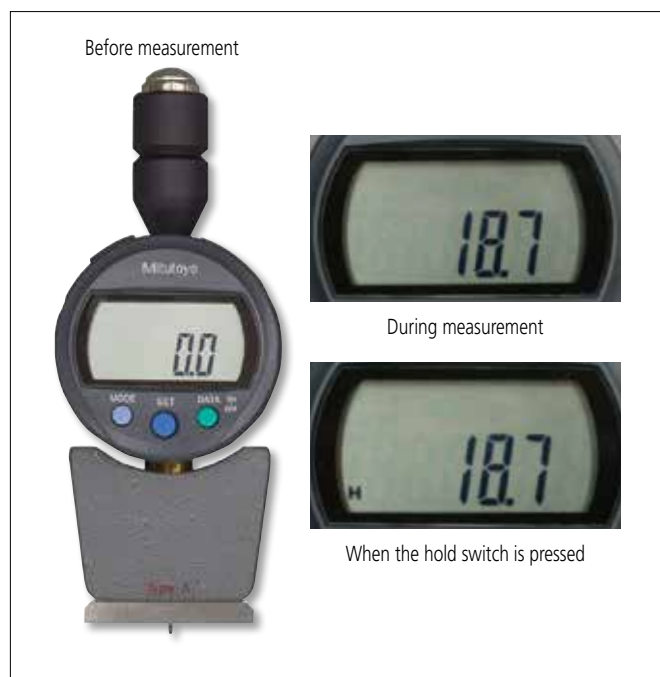 Before measurement
Mitutoyo
0.0
MODE
SET
DATA
Type A
18.7
During measurement
18.7
H
When the hold switch is pressed